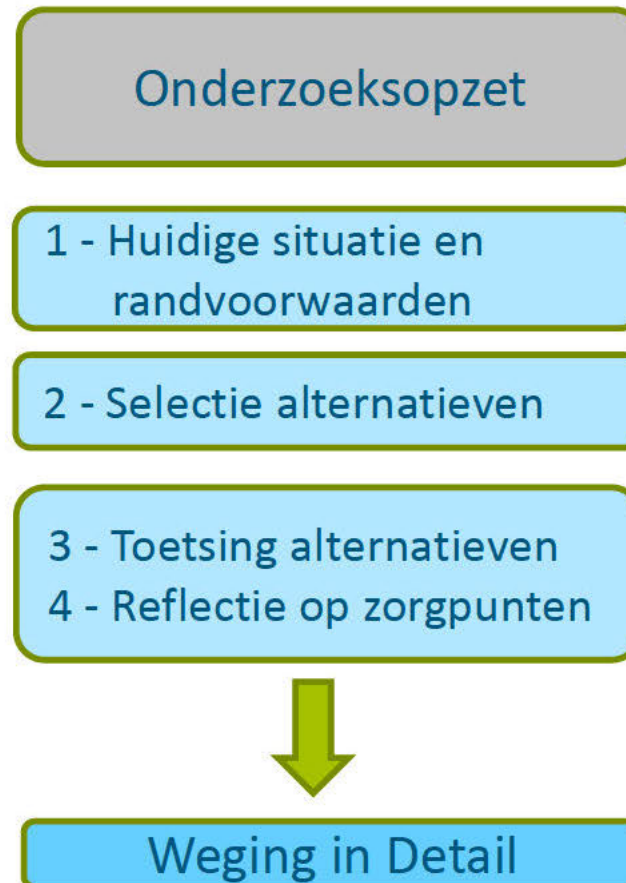 Onderzoeksopzet
1 - Huidige situatie en
randvoorwaarden
2 - Selectie alternatieven
3 - Toetsing alternatieven
4 - Reflectie op zorgpunten
Weging in Detail